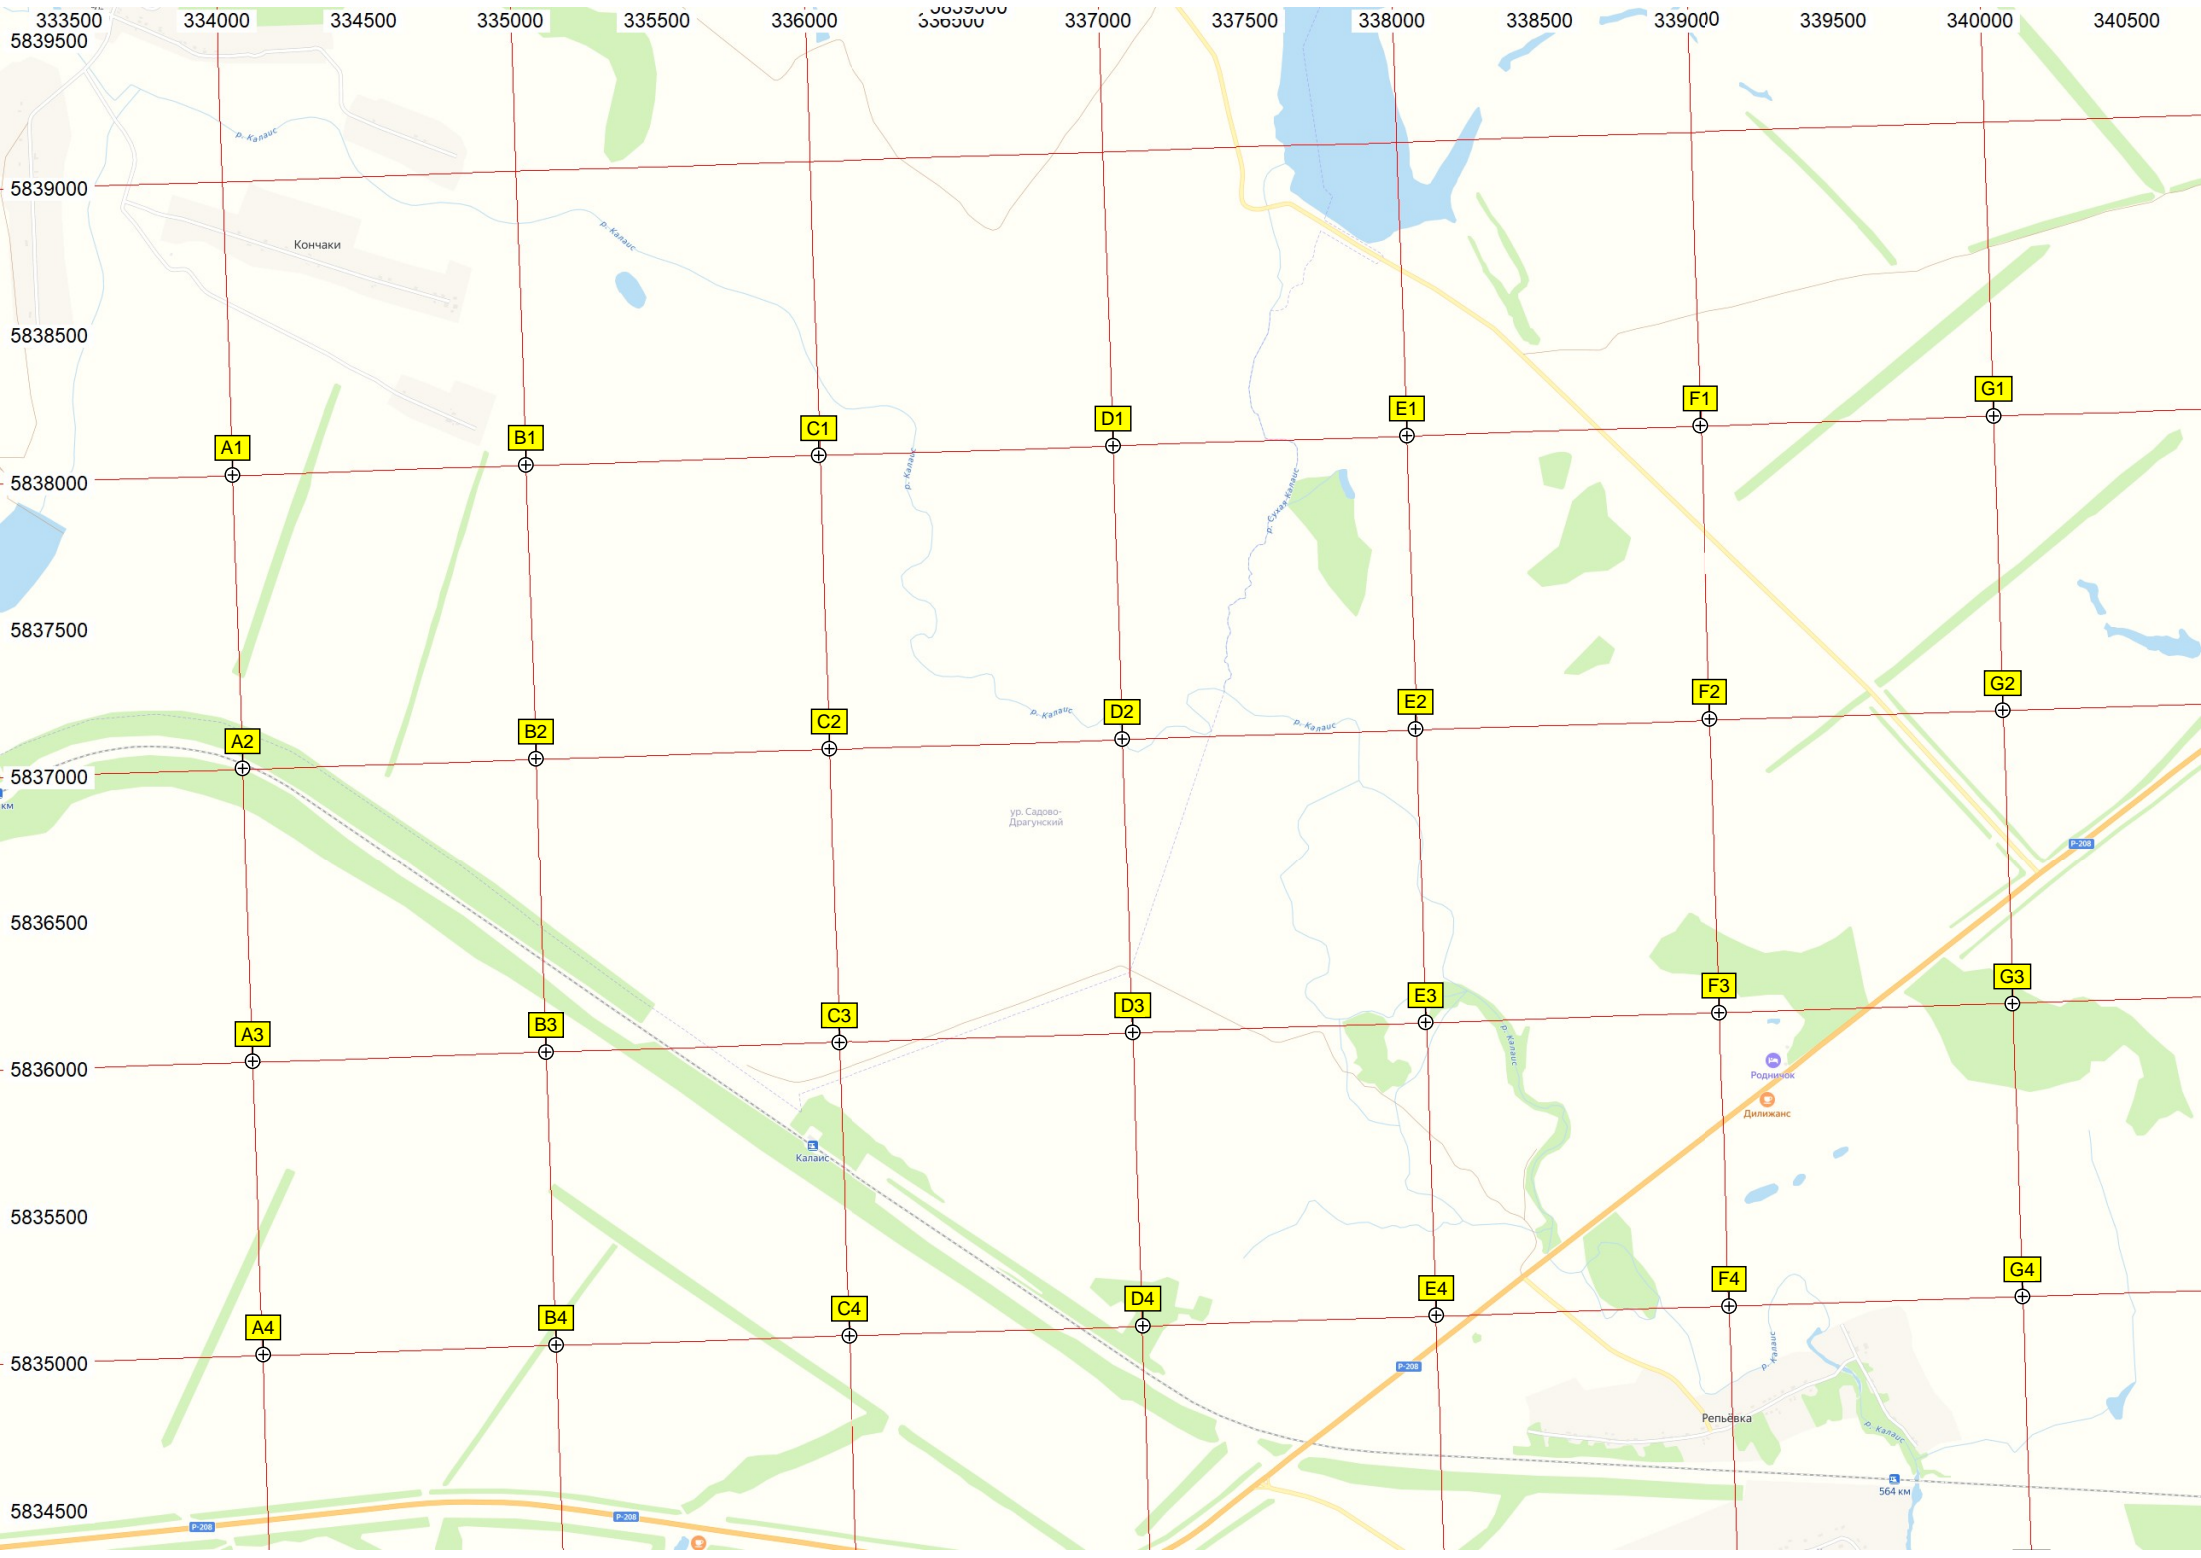 333500 334000 334500 335000 335500 336000 336500 337000 337500 338000 338500 339000 339500 340000 340500
5839500
5839500
р. Калаис
5839000
р. Калаис
Кончаки
5838500
A1 B1 C1 D1 E1 F1 G1
5838000
р. Калаис
р. Сухая Калаис
5837500
A2 B2 C2 D2 E2 F2 G2
р. Калаис
р. Калаис
5837000
км
ур. Садово-
Драгунский
P-208
5836500
A3 B3 C3 D3 E3 F3 G3
р. Калаис
5836000
Родничок
Дилижанс
Калаис
5835500
A4 B4 C4 D4 E4 F4 G4
5835000
P-208
р. Калаис
Репьёвка
р. Калаис
564 км
5834500
P-208
P-208